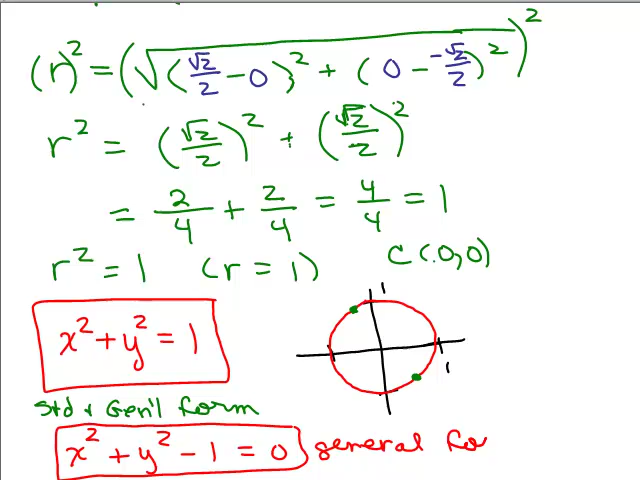 (r)² = (√((√2/2 − 0)² + (0 − −√2/2)²))²
r² = (√2/2)² + (√2/2)²
= 2/4 + 2/4 = 4/4 = 1
r² = 1 (r = 1) C(0,0)
x² + y² = 1
1
1
Std & Gen'l Form
x² + y² − 1 = 0 general fo